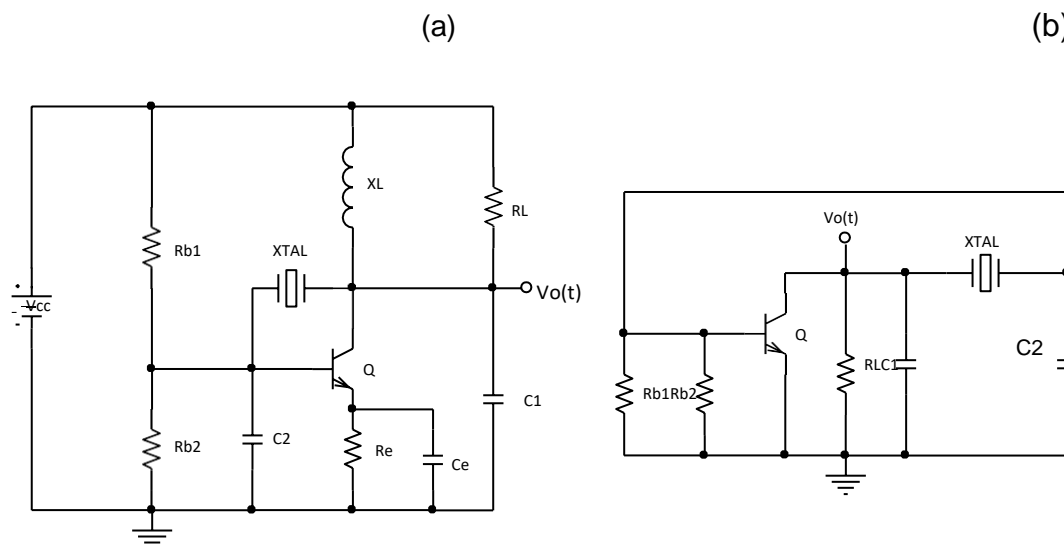 (a)
(b)
XL
RL
Rb1
XTAL
Vcc
Vo(t)
Q
C1
Rb2
C2
Re
Ce
Vo(t)
XTAL
Q
C2
Rb1Rb2
RLC1